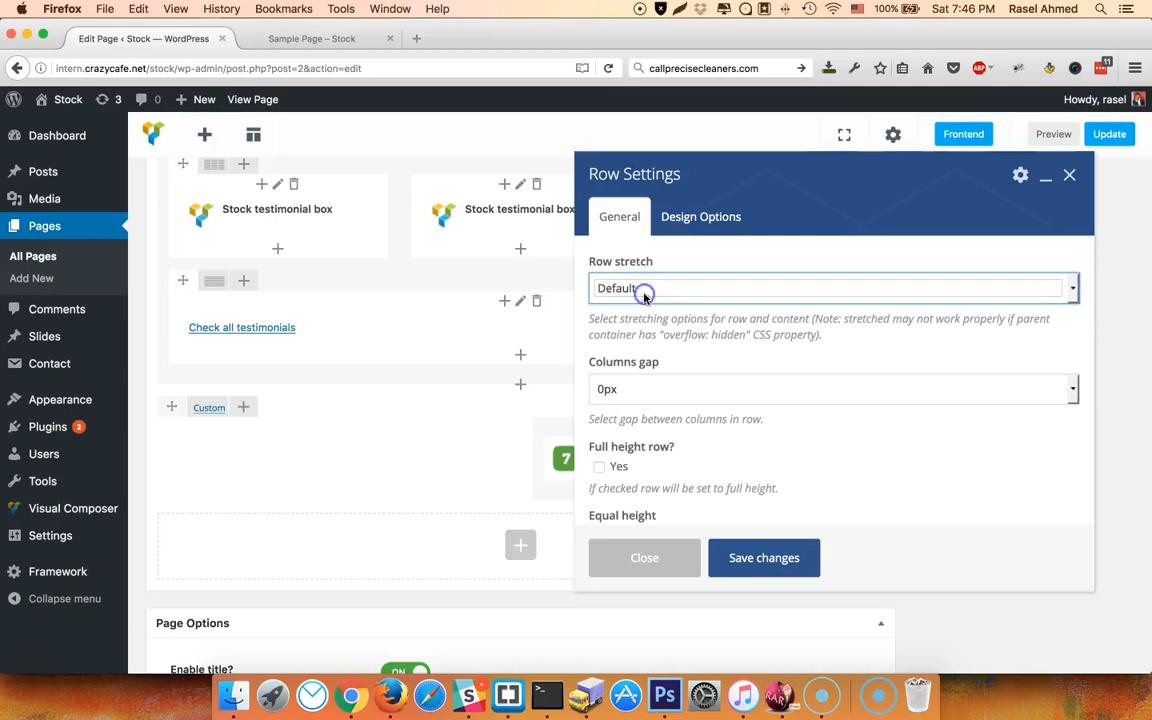 Firefox File Edit View History Bookmarks Tools Window Help 100% Sat 7:46 PM Rasel Ahmed
Edit Page ‹ Stock — WordPress
Sample Page – Stock
intern.crazycafe.net/stock/wp-admin/post.php?post=2&action=edit
callprecisecleaners.com
ABP
11
Stock 3 0 New View Page
Howdy, rasel
Dashboard
Posts
Media
Pages
All Pages
Add New
Comments
Slides
Contact
Appearance
Plugins 2
Users
Tools
Visual Composer
Settings
Framework
Collapse menu
Frontend
Preview
Update
Stock testimonial box
Stock testimonial box
Check all testimonials
Custom
7
Row Settings
General
Design Options
Row stretch
Default
Select stretching options for row and content (Note: stretched may not work properly if parent
container has "overflow: hidden" CSS property).
Columns gap
0px
Select gap between columns in row.
Full height row?
Yes
If checked row will be set to full height.
Equal height
Close
Save changes
Page Options
Enable title?
ON
Ps
RAR